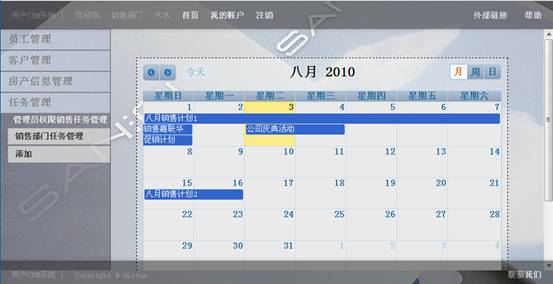 房产CRM系统 | 欢迎你, 销售部门 木木 首页 我的账户 注销 外部链接 帮助
员工管理
客户管理
房产信息管理
任务管理
管理员权限销售任务管理
销售部门任务管理
添加
今天 八月 2010 月 周 日
星期日 星期一 星期二 星期三 星期四 星期五 星期六
1 2 3 4 5 6 7
八月销售计划1
销售嘉联华 公司庆典活动
促销计划
8 9 10 11 12 13 14
15 16 17 18 19 20 21
八月销售计划2
22 23 24 25 26 27 28
29 30 31 1 2 3 4
房产CRM系统 | Copyright @ QLotus 联系我们